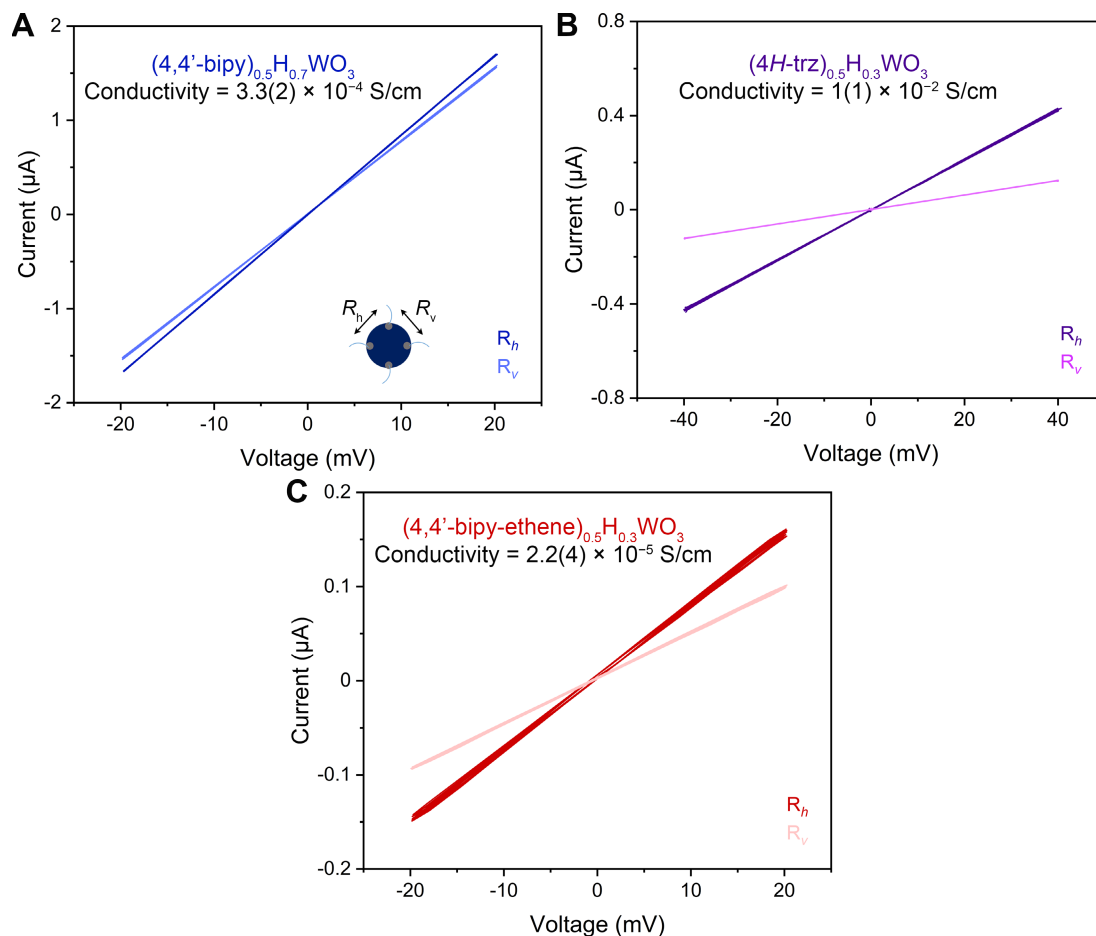 A
(4,4'-bipy)0.5H0.7WO3
Conductivity = 3.3(2) × 10−4 S/cm
2
1
0
-1
-2
Current (µA)
Rh
Rv
Rh
Rv
-20
-10
0
10
20
Voltage (mV)
B
(4H-trz)0.5H0.3WO3
Conductivity = 1(1) × 10−2 S/cm
0.8
0.4
0
-0.4
-0.8
Current (µA)
Rh
Rv
-40
-20
0
20
40
Voltage (mV)
C
(4,4'-bipy-ethene)0.5H0.3WO3
Conductivity = 2.2(4) × 10−5 S/cm
0.2
0.1
0
-0.1
-0.2
Current (µA)
Rh
Rv
-20
-10
0
10
20
Voltage (mV)